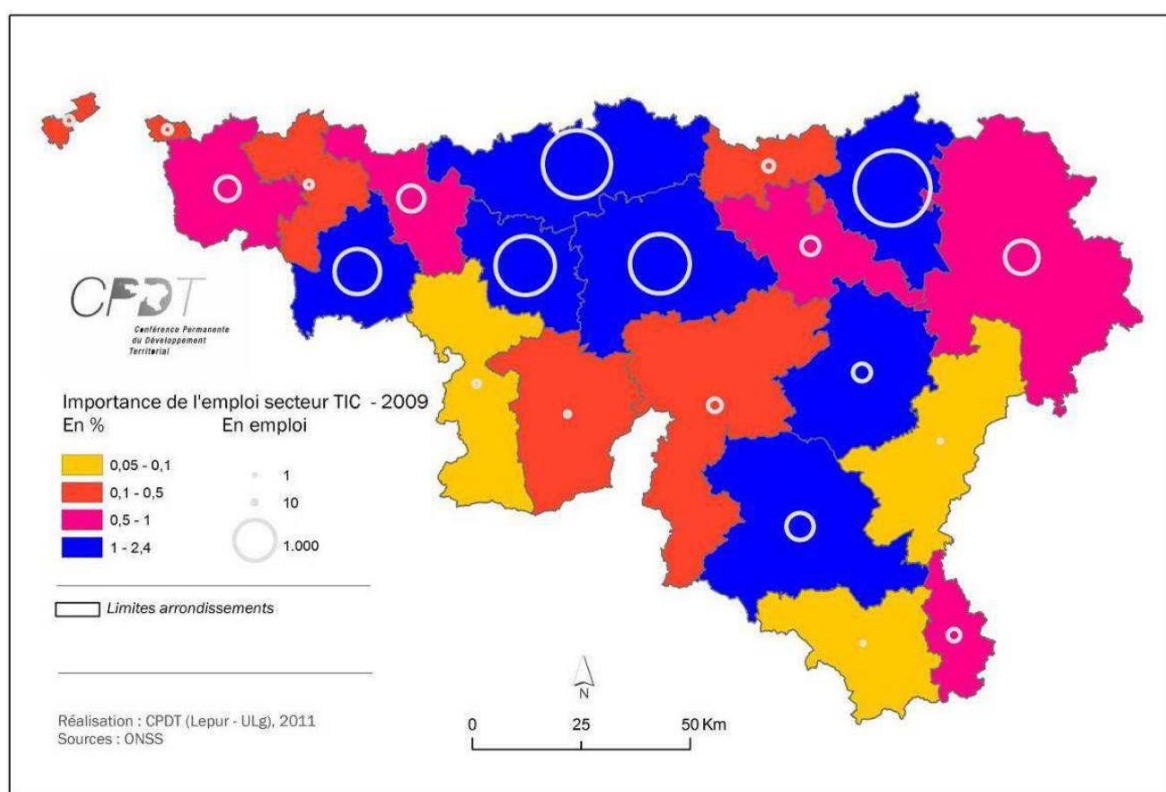 CPDT
Conférence Permanente
du Développement
Territorial
Importance de l'emploi secteur TIC - 2009
En %
En emploi
0,05 - 0,1
0,1 - 0,5
0,5 - 1
1 - 2,4
1
10
1.000
Limites arrondissements
Réalisation : CPDT (Lepur - ULg), 2011
Sources : ONSS
N
0
25
50 Km